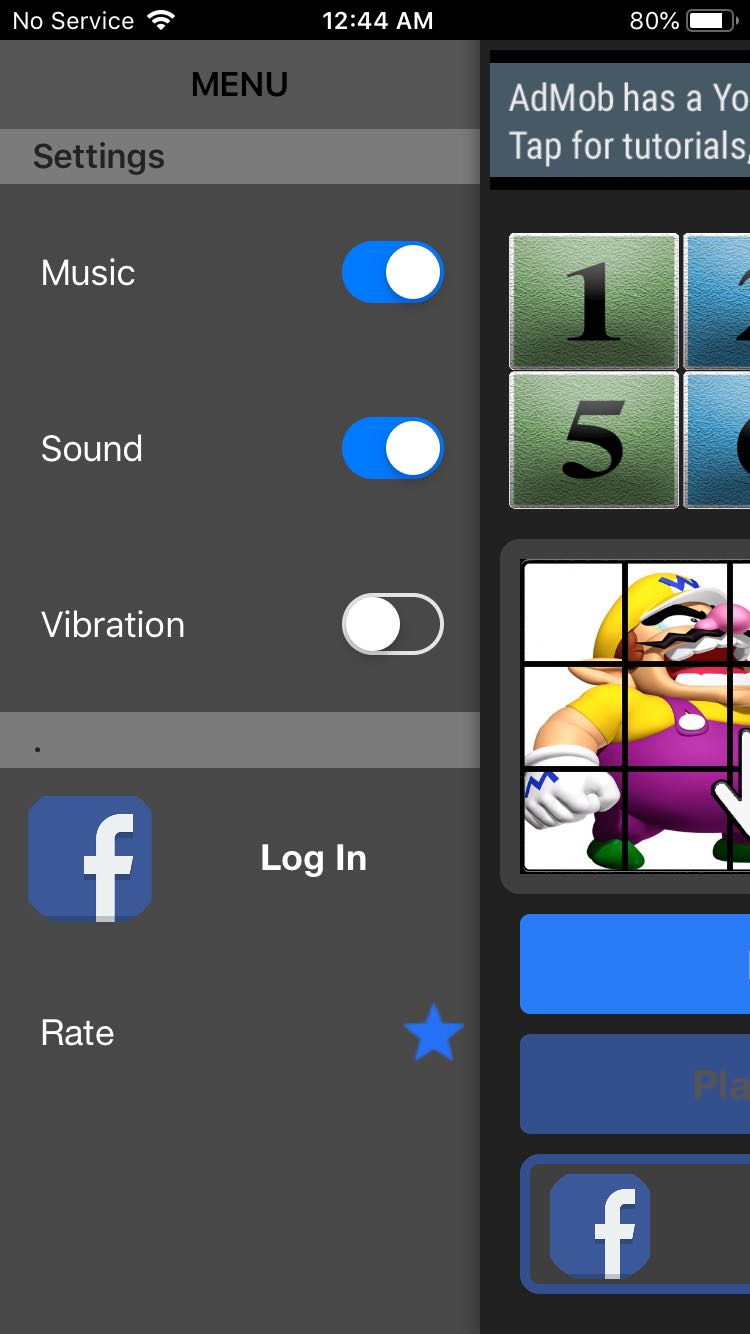 No Service 12:44 AM 80%
MENU
Settings
Music
Sound
Vibration
.
Log In
Rate
AdMob has a Yo
Tap for tutorials,
1
5
Pla